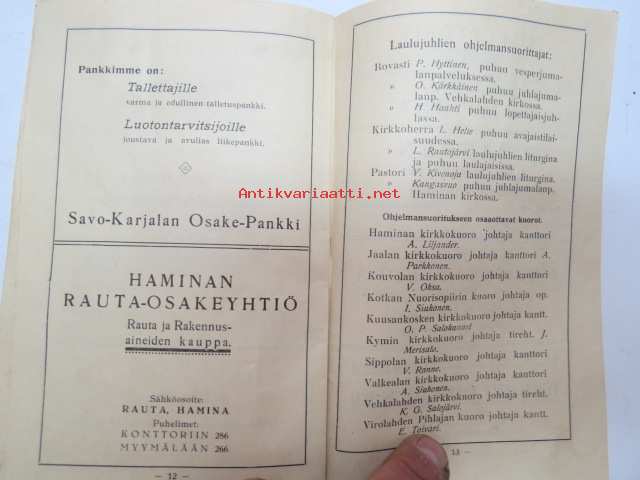 Pankkimme on:
Tallettajille
varma ja edullinen talletuspankki.
Luotontarvitsijoille
joustava ja avulias liikepankki.
Savo-Karjalan Osake-Pankki
HAMINAN
RAUTA-OSAKEYHTIÖ
Rauta ja Rakennus-
aineiden kauppa.
Sähköosoite:
RAUTA, HAMINA
Puhelimet:
KONTTORIIN 286
MYYMÄLÄÄN 266
— 12 —
Laulujuhlien ohjelmansuorittajat:
Rovasti P. Hyttinen, puhuu vesperjuma-
lanpalveluksessa.
" O. Kärkkäinen puhuu juhlajuma-
lanp. Vehkalahden kirkossa.
" H. Haahti puhuu lopettajaisjuh-
lassa.
Kirkkoherra L. Helle puhuu avajaistilai-
suudessa.
" L. Rautojärvi laulujuhlien liturgina
ja puhuu laulajaisissa.
Pastori V. Kivenoja laulujuhlien liturgina.
" Kangasruo puhuu juhlajumalanp.
Haminan kirkossa.
Ohjelmansuoritukseen osaaottavat kuorot.
Haminan kirkkokuoro johtaja kanttori
A. Liljander.
Jaalan kirkkokuoro johtaja kanttori A.
Parkkonen.
Kouvolan kirkkokuoro johtaja kanttori
V. Oksa.
Kotkan Nuorisopiirin kuoro johtaja op.
I. Siukonen.
Kuusankosken kirkkokuoro johtaja kantt.
O. P. Salokannat
Kymin kirkkokuoro johtaja tireht. J.
Merisalo.
Sippolan kirkkokuoro johtaja kanttori
V. Ranne.
Valkealan kirkkokuoro johtaja kanttori
A. Siukonen.
Vehkalahden kirkkokuoro johtaja tireht.
K. G. Salojärvi.
Virolahden Pihlajan kuoro johtaja kantt.
E. Toivari.
13 —
Antikvariaatti.net